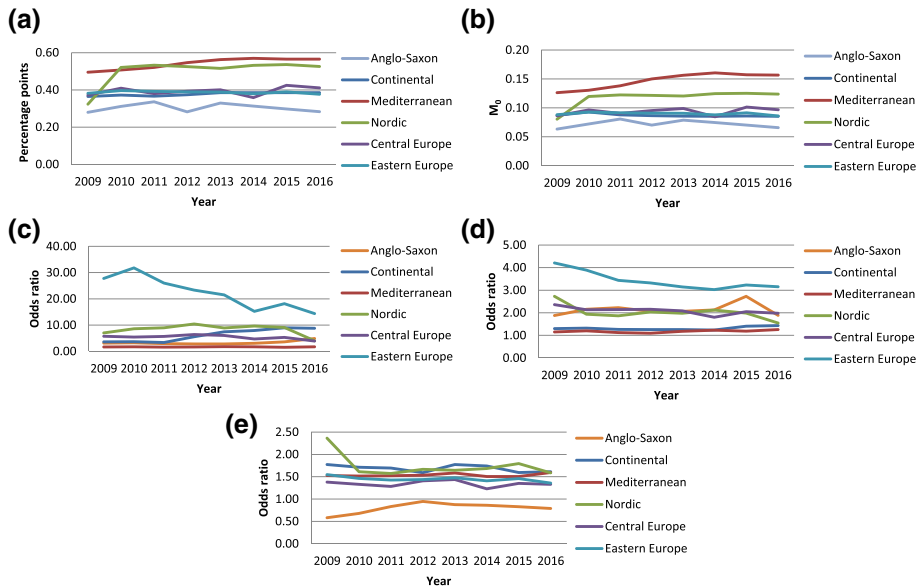 (a)
0.60
0.40
0.20
0.00
Percentage points
2009 2010 2011 2012 2013 2014 2015 2016
Year
Anglo-Saxon
Continental
Mediterranean
Nordic
Central Europe
Eastern Europe
(b)
0.20
0.15
0.10
0.05
0.00
M0
2009 2010 2011 2012 2013 2014 2015 2016
Year
Anglo-Saxon
Continental
Mediterranean
Nordic
Central Europe
Eastern Europe
(c)
40.00
30.00
20.00
10.00
0.00
Odds ratio
2009 2010 2011 2012 2013 2014 2015 2016
Year
Anglo-Saxon
Continental
Mediterranean
Nordic
Central Europe
Eastern Europe
(d)
5.00
4.00
3.00
2.00
1.00
0.00
Odds ratio
2009 2010 2011 2012 2013 2014 2015 2016
Year
Anglo-Saxon
Continental
Mediterranean
Nordic
Central Europe
Eastern Europe
(e)
2.50
2.00
1.50
1.00
0.50
0.00
Odds ratio
2009 2010 2011 2012 2013 2014 2015 2016
Year
Anglo-Saxon
Continental
Mediterranean
Nordic
Central Europe
Eastern Europe